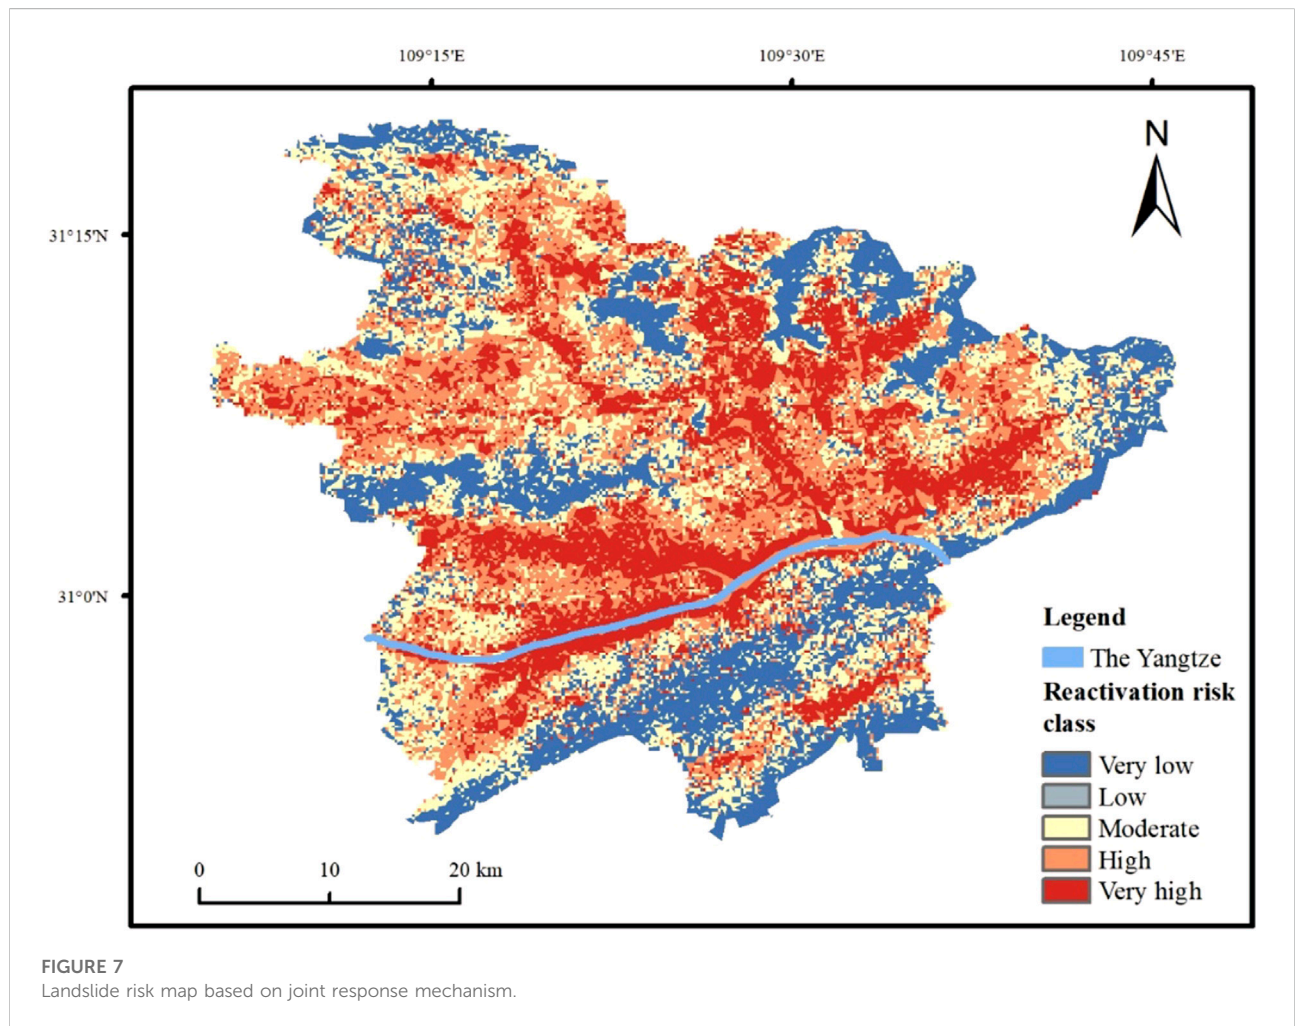 109°15'E
109°30'E
109°45'E
N
31°15'N
31°0'N
Legend
The Yangtze
Reactivation risk
class
Very low
Low
Moderate
High
Very high
0
10
20 km
FIGURE 7
Landslide risk map based on joint response mechanism.